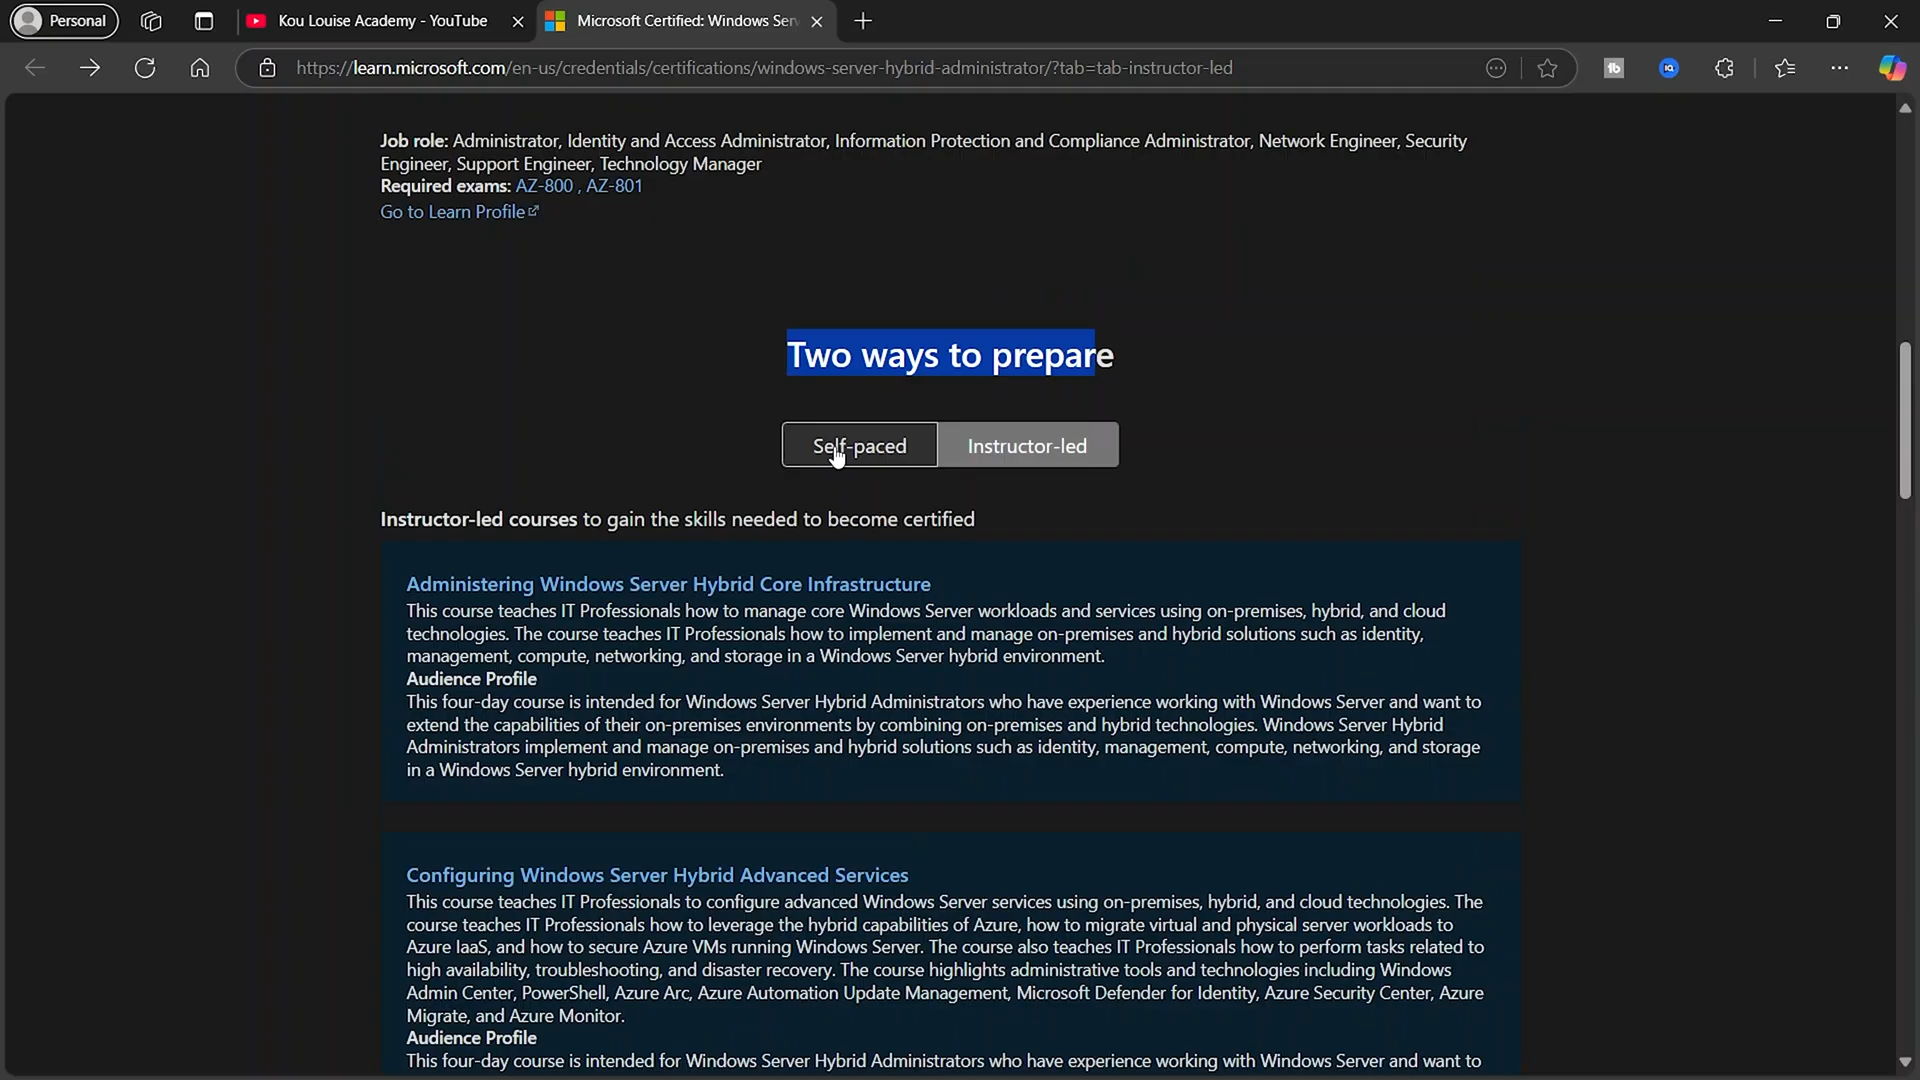 Personal
Kou Louise Academy - YouTube
Microsoft Certified: Windows Ser
https://learn.microsoft.com/en-us/credentials/certifications/windows-server-hybrid-administrator/?tab=tab-instructor-led
tb
IQ
Job role: Administrator, Identity and Access Administrator, Information Protection and Compliance Administrator, Network Engineer, Security
Engineer, Support Engineer, Technology Manager
Required exams: AZ-800 , AZ-801
Go to Learn Profile
Two ways to prepare
Self-paced
Instructor-led
Instructor-led courses to gain the skills needed to become certified
Administering Windows Server Hybrid Core Infrastructure
This course teaches IT Professionals how to manage core Windows Server workloads and services using on-premises, hybrid, and cloud
technologies. The course teaches IT Professionals how to implement and manage on-premises and hybrid solutions such as identity,
management, compute, networking, and storage in a Windows Server hybrid environment.
Audience Profile
This four-day course is intended for Windows Server Hybrid Administrators who have experience working with Windows Server and want to
extend the capabilities of their on-premises environments by combining on-premises and hybrid technologies. Windows Server Hybrid
Administrators implement and manage on-premises and hybrid solutions such as identity, management, compute, networking, and storage
in a Windows Server hybrid environment.
Configuring Windows Server Hybrid Advanced Services
This course teaches IT Professionals to configure advanced Windows Server services using on-premises, hybrid, and cloud technologies. The
course teaches IT Professionals how to leverage the hybrid capabilities of Azure, how to migrate virtual and physical server workloads to
Azure IaaS, and how to secure Azure VMs running Windows Server. The course also teaches IT Professionals how to perform tasks related to
high availability, troubleshooting, and disaster recovery. The course highlights administrative tools and technologies including Windows
Admin Center, PowerShell, Azure Arc, Azure Automation Update Management, Microsoft Defender for Identity, Azure Security Center, Azure
Migrate, and Azure Monitor.
Audience Profile
This four-day course is intended for Windows Server Hybrid Administrators who have experience working with Windows Server and want to